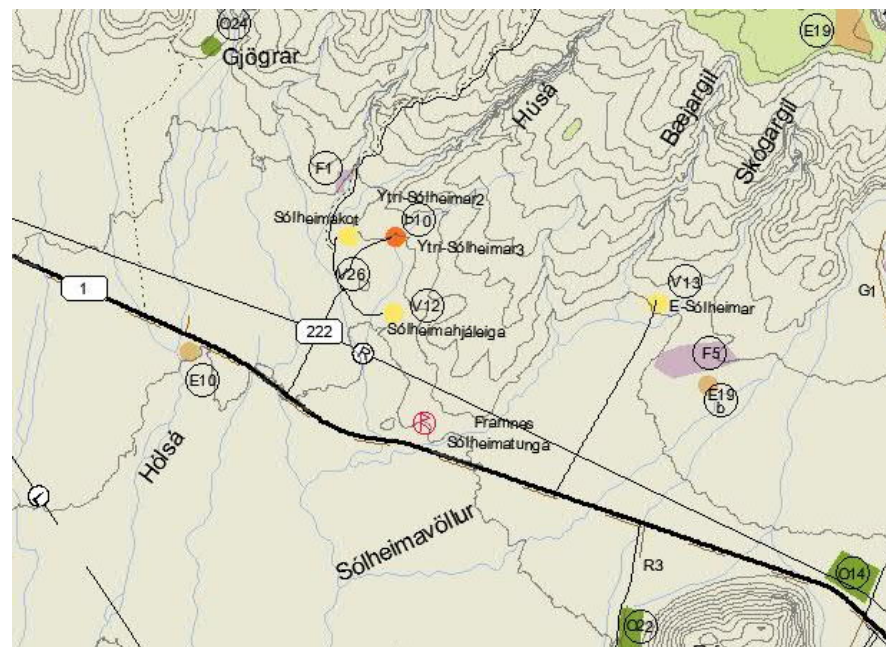 O24
E19
Gjögrar
Húsá
Bæjargil
Skógargil
F1
Ytri-Sólheimar2
Sólheimakot
b10
Ytri-Sólheimar3
V26
V13
G1
1
V12
E-Sólheimar
222
Sólheimahjáleiga
R
F5
E10
E19
b
Framnes
Sólheimatunga
Hólsá
L
Sólheimavöllur
R3
O14
O22